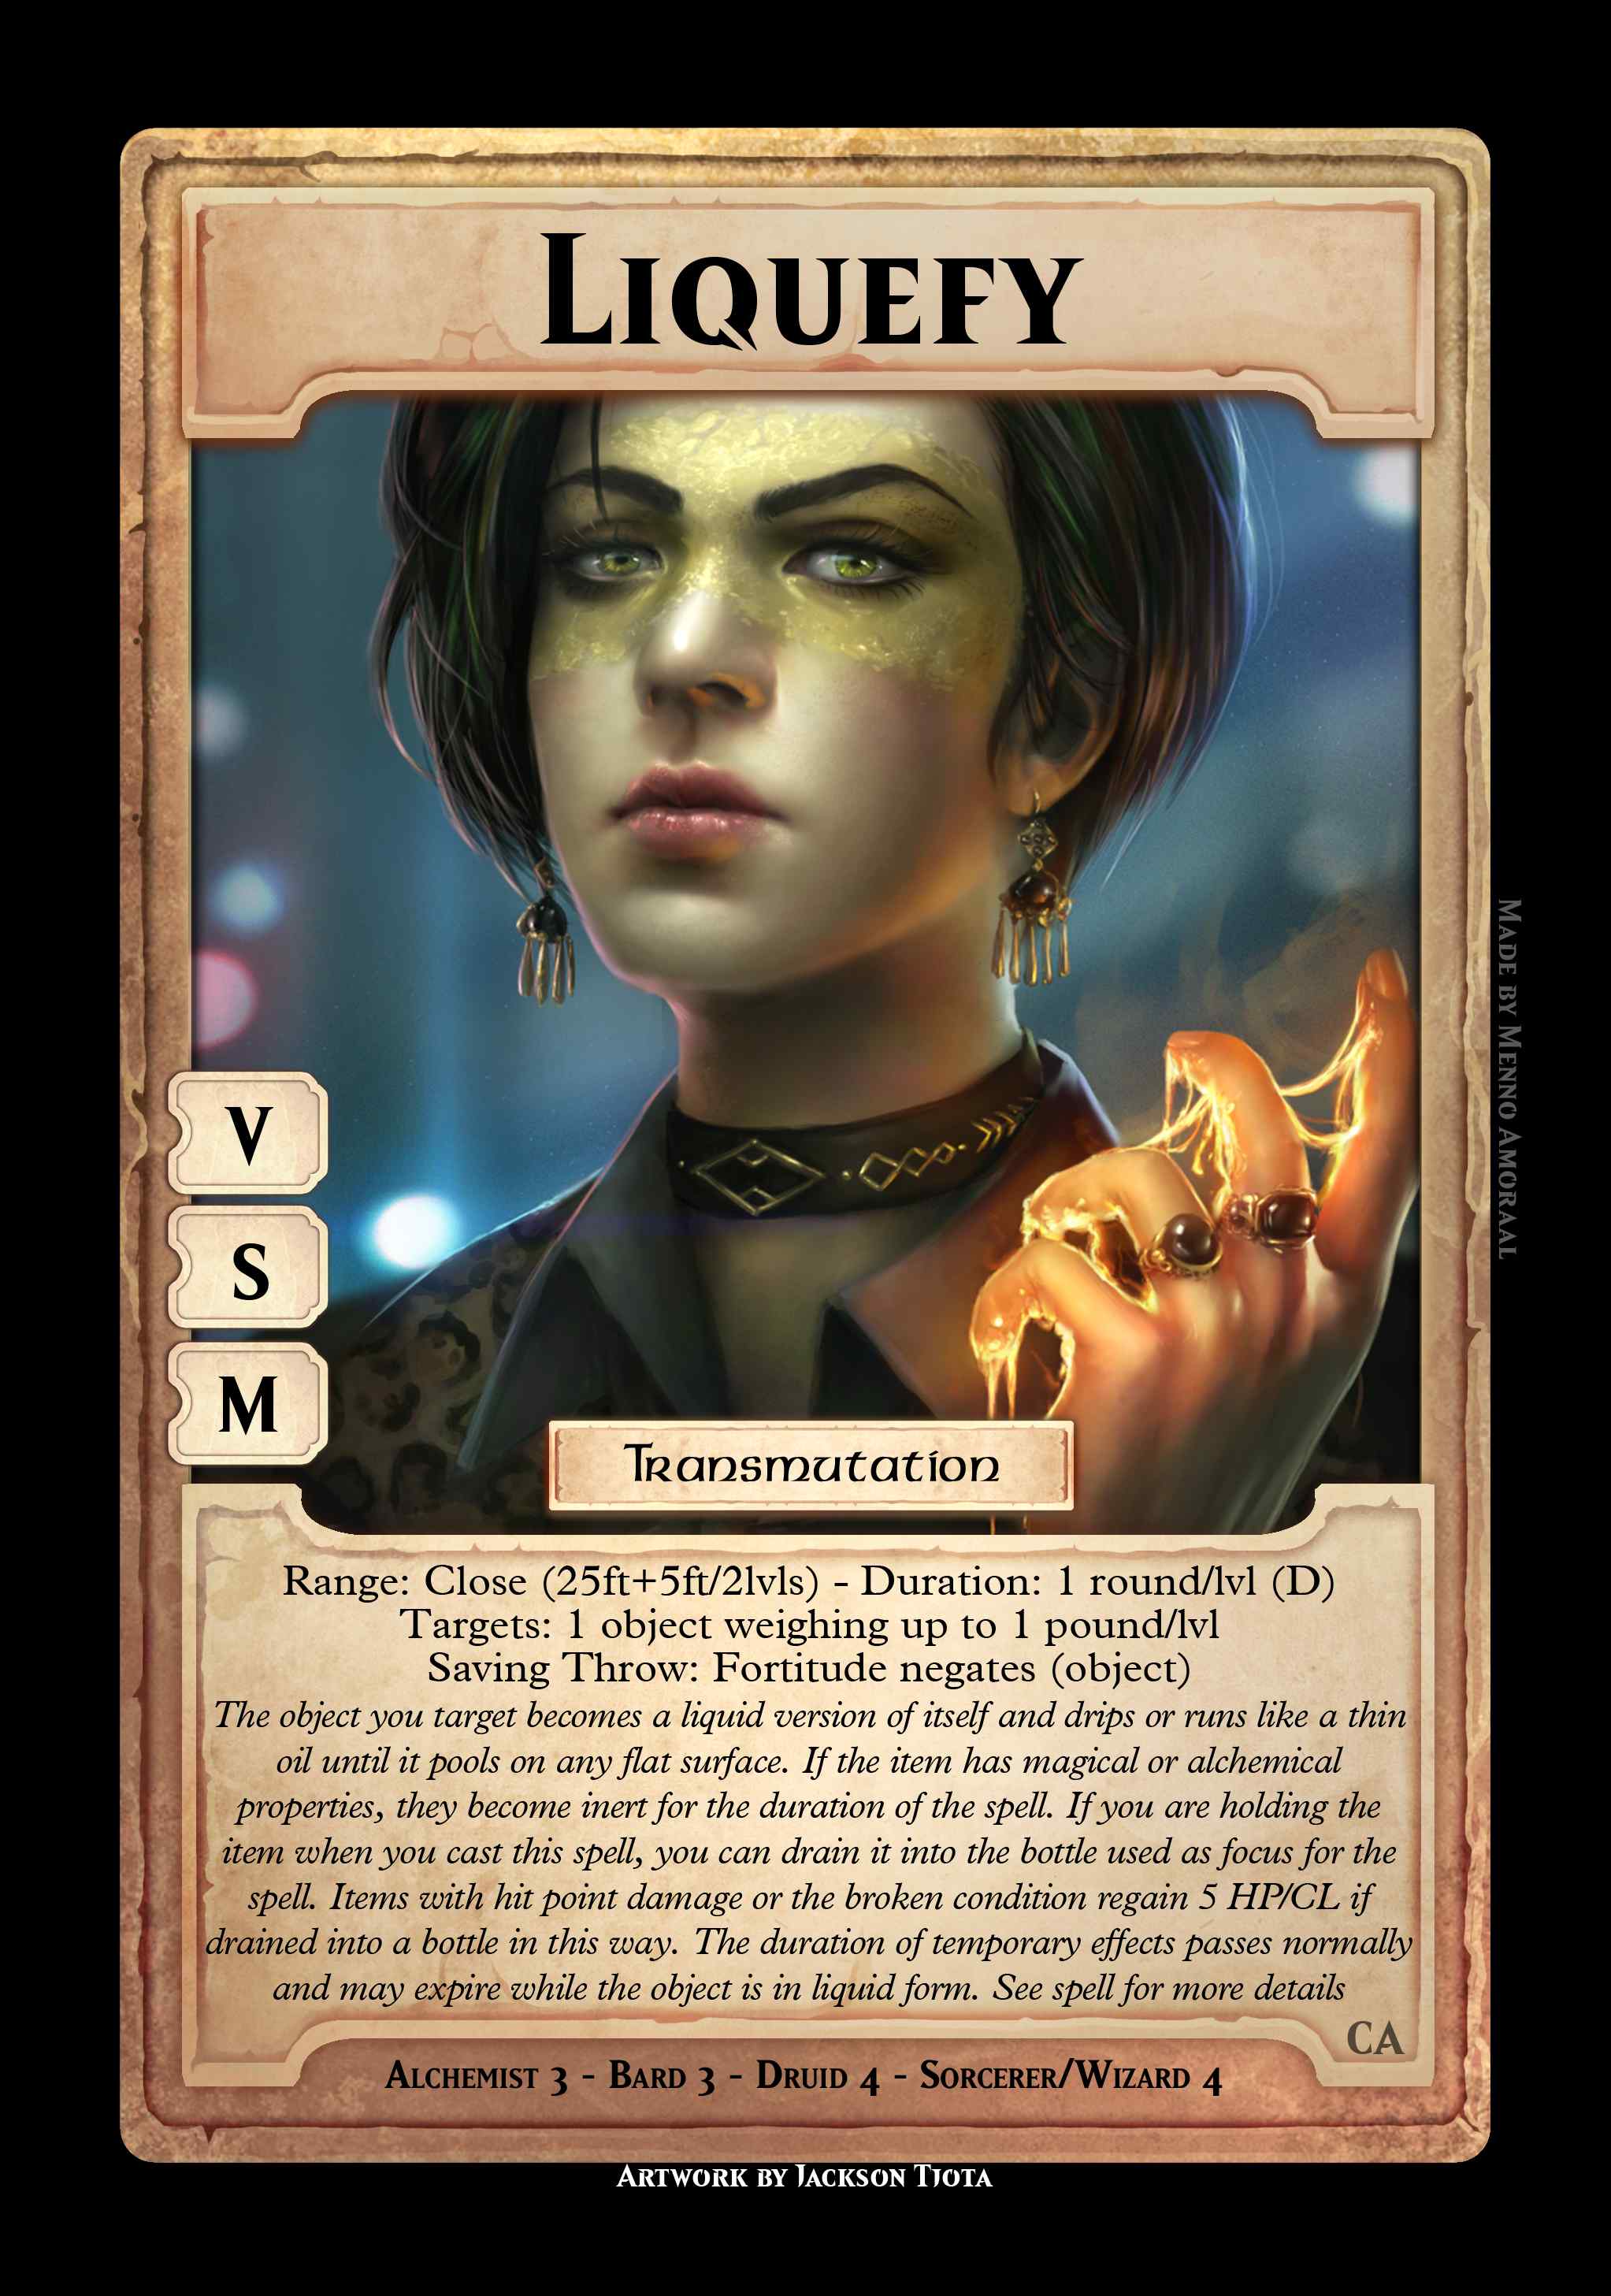 Liquefy
V
S
M
Transmutation
Range: Close (25ft+5ft/2lvls) - Duration: 1 round/lvl (D)
Targets: 1 object weighing up to 1 pound/lvl
Saving Throw: Fortitude negates (object)
The object you target becomes a liquid version of itself and drips or runs like a thin
oil until it pools on any flat surface. If the item has magical or alchemical
properties, they become inert for the duration of the spell. If you are holding the
item when you cast this spell, you can drain it into the bottle used as focus for the
spell. Items with hit point damage or the broken condition regain 5 HP/CL if
drained into a bottle in this way. The duration of temporary effects passes normally
and may expire while the object is in liquid form. See spell for more details
CA
Alchemist 3 - Bard 3 - Druid 4 - Sorcerer/Wizard 4
Artwork by Jackson Tjota
Made by Menno Amoraal